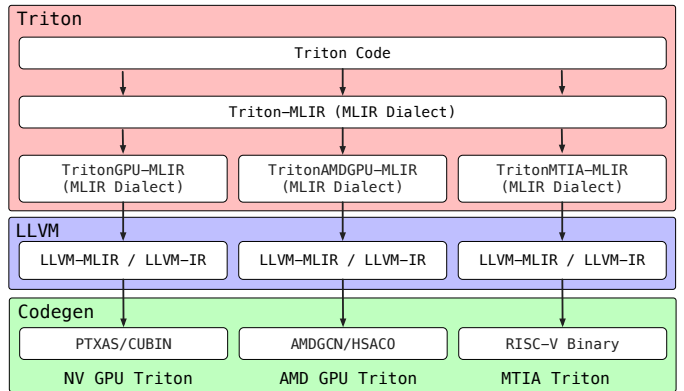 Triton
Triton Code
Triton–MLIR (MLIR Dialect)
TritonGPU–MLIR
(MLIR Dialect)
TritonAMDGPU–MLIR
(MLIR Dialect)
TritonMTIA–MLIR
(MLIR Dialect)
LLVM
LLVM–MLIR / LLVM–IR
LLVM–MLIR / LLVM–IR
LLVM–MLIR / LLVM–IR
Codegen
PTXAS/CUBIN
AMDGCN/HSACO
RISC–V Binary
NV GPU Triton
AMD GPU Triton
MTIA Triton